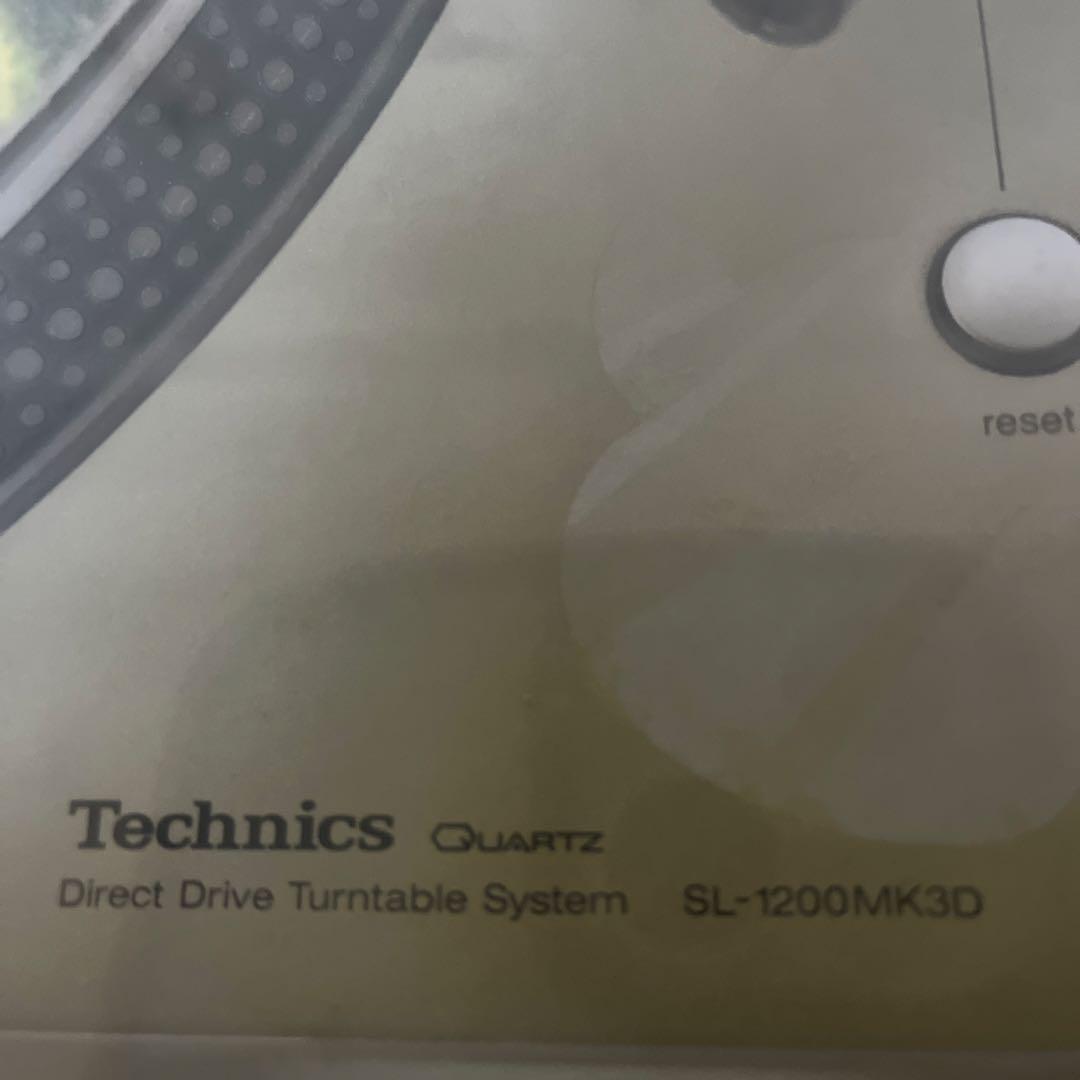 reset
Technics QUARTZ
Direct Drive Turntable System SL-1200MK3D